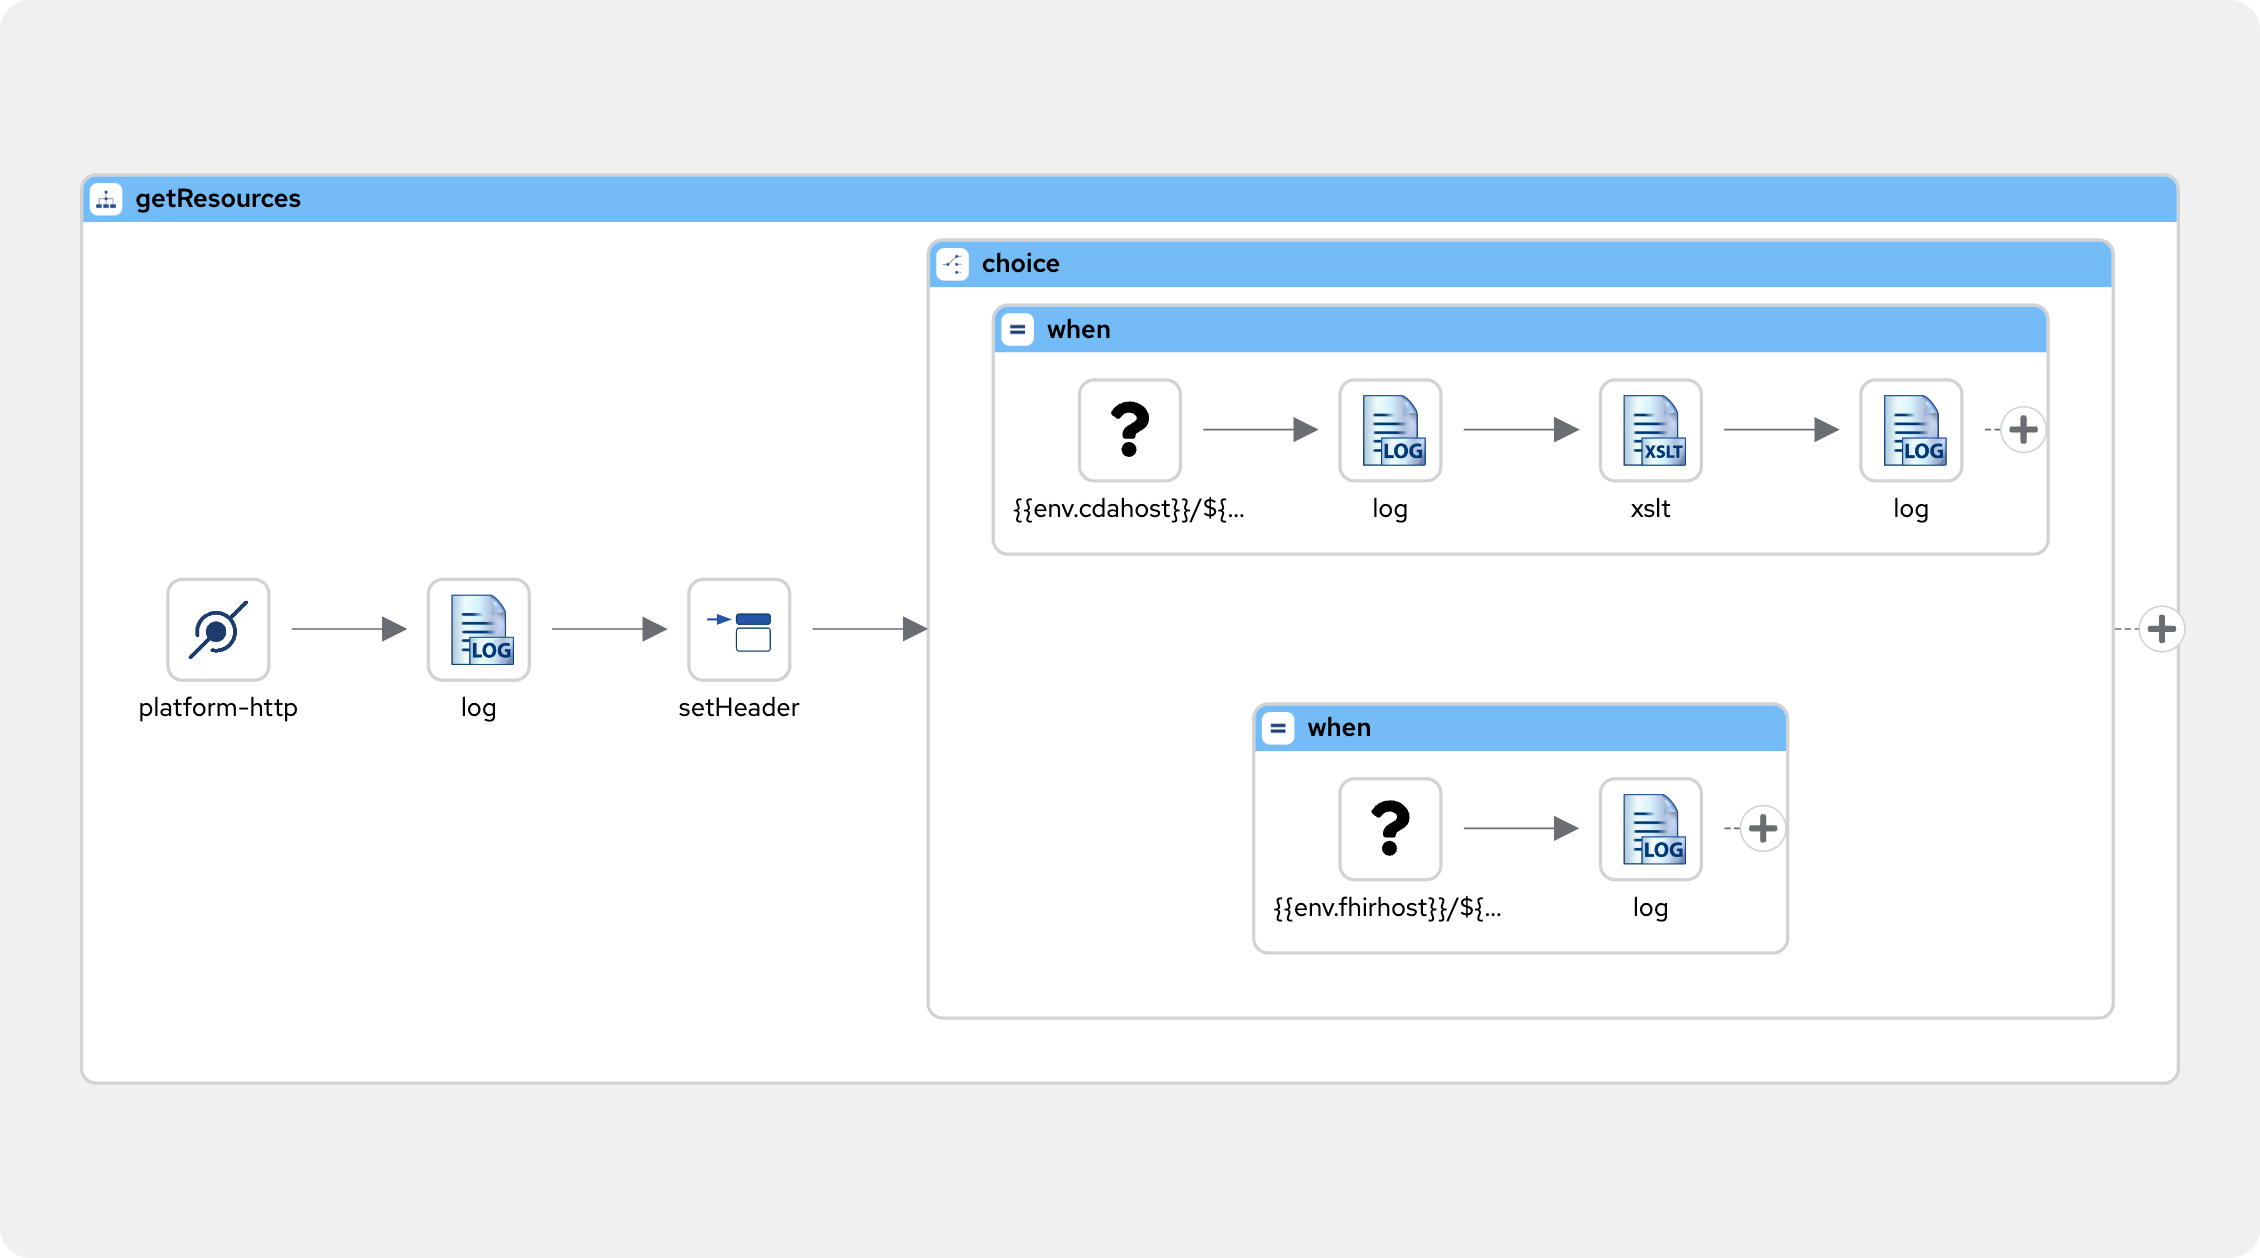 getResources
choice
when
LOG
XSLT
LOG
{{env.cdahost}}/${...
log
xslt
log
LOG
platform-http
log
setHeader
when
LOG
{{env.fhirhost}}/${...
log